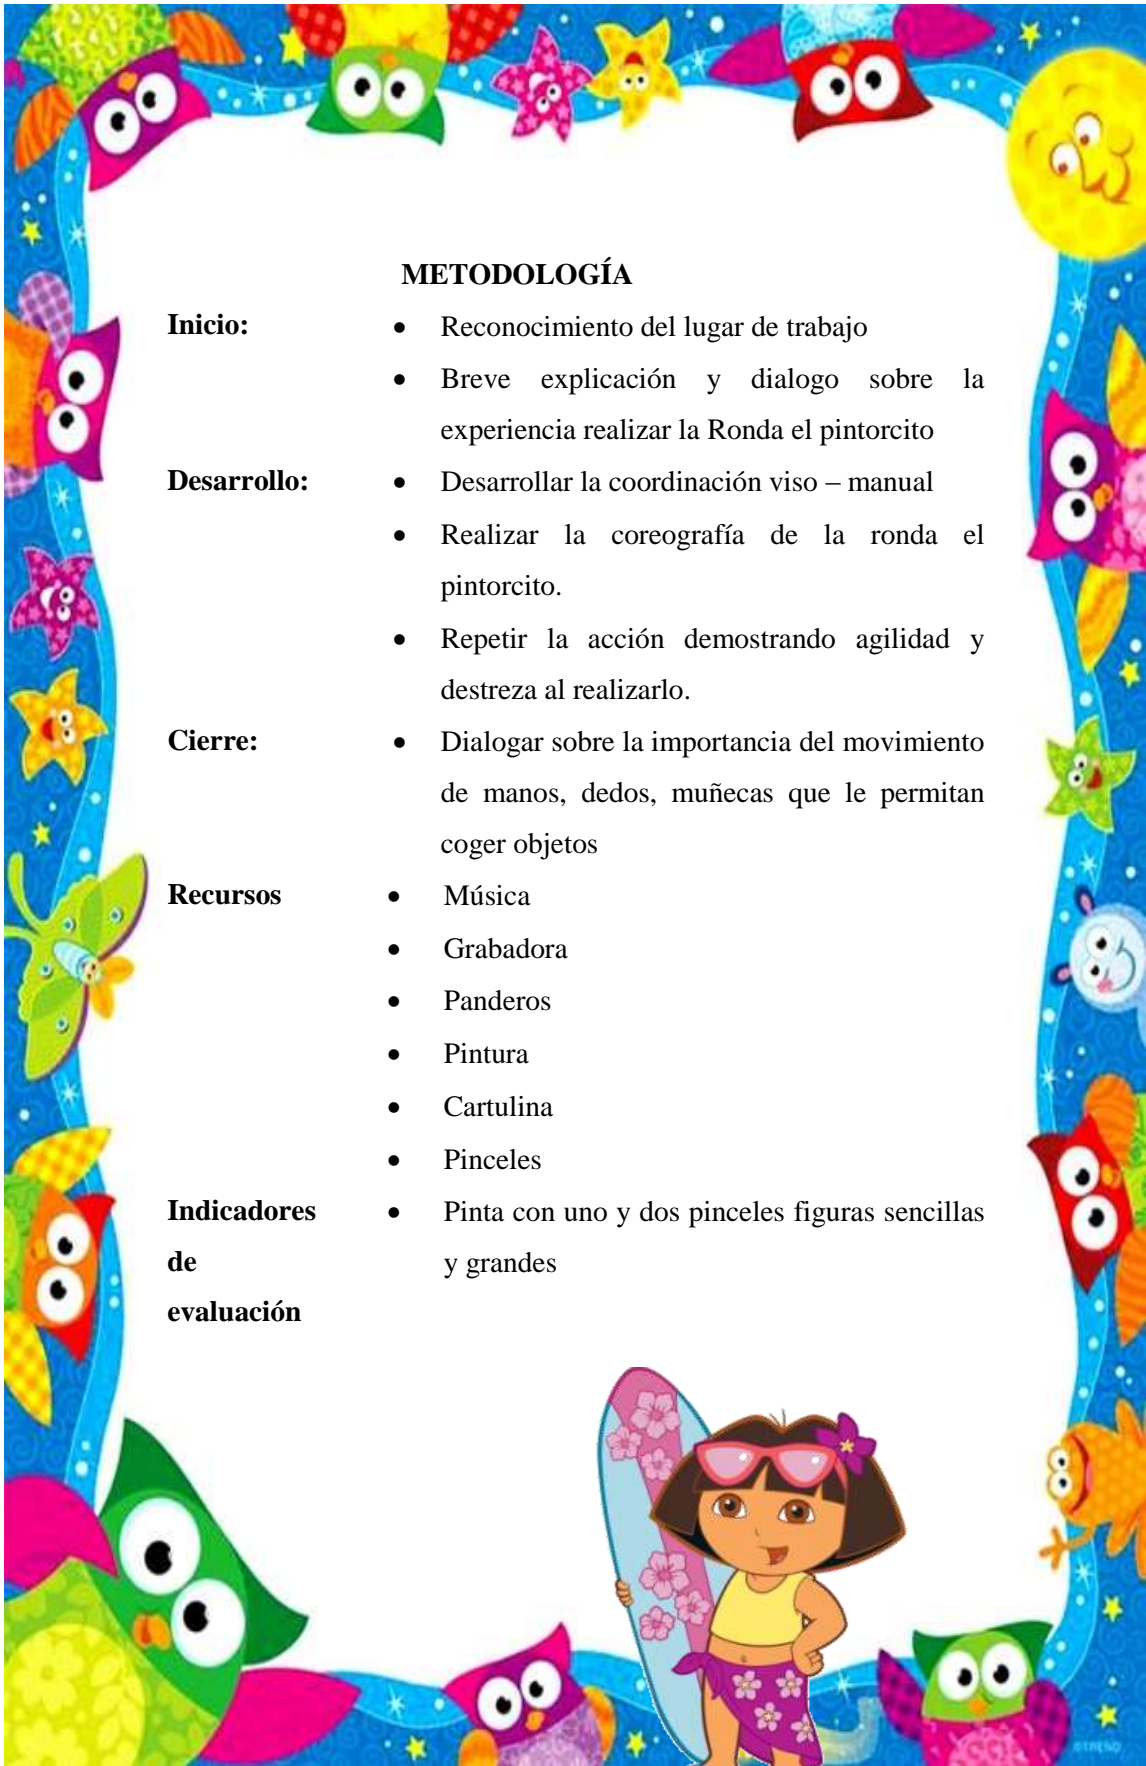 METODOLOGÍA
Inicio:
• Reconocimiento del lugar de trabajo
• Breve explicación y dialogo sobre la
experiencia realizar la Ronda el pintorcito
Desarrollo:
• Desarrollar la coordinación viso – manual
• Realizar la coreografía de la ronda el
pintorcito.
• Repetir la acción demostrando agilidad y
destreza al realizarlo.
Cierre:
• Dialogar sobre la importancia del movimiento
de manos, dedos, muñecas que le permitan
coger objetos
Recursos
• Música
• Grabadora
• Panderos
• Pintura
• Cartulina
• Pinceles
Indicadores
de
evaluación
• Pinta con uno y dos pinceles figuras sencillas
y grandes
©TREND